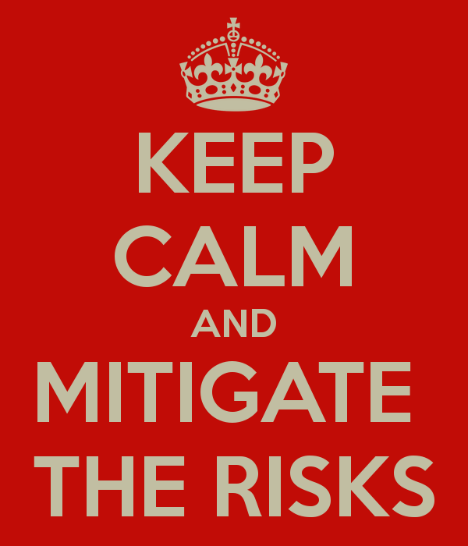 KEEP
CALM
AND
MITIGATE
THE RISKS